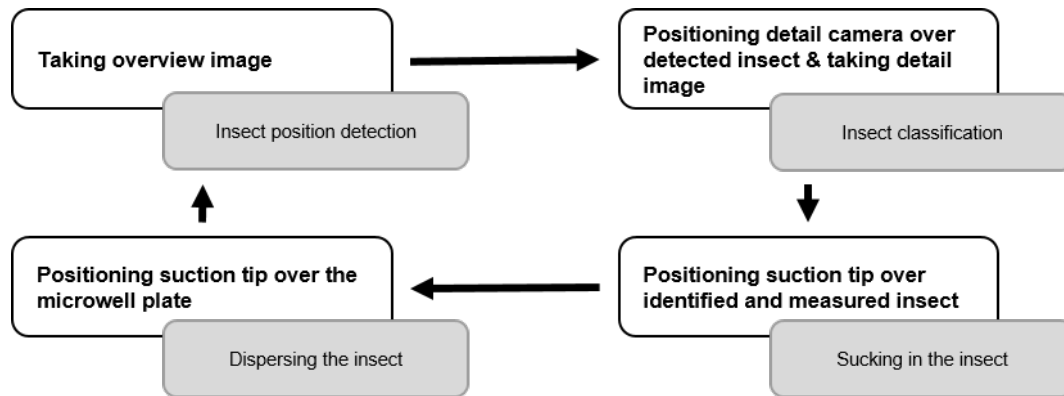 Taking overview image
Insect position detection
Positioning detail camera over
detected insect & taking detail
image
Insect classification
Positioning suction tip over
identified and measured insect
Sucking in the insect
Positioning suction tip over the
microwell plate
Dispersing the insect